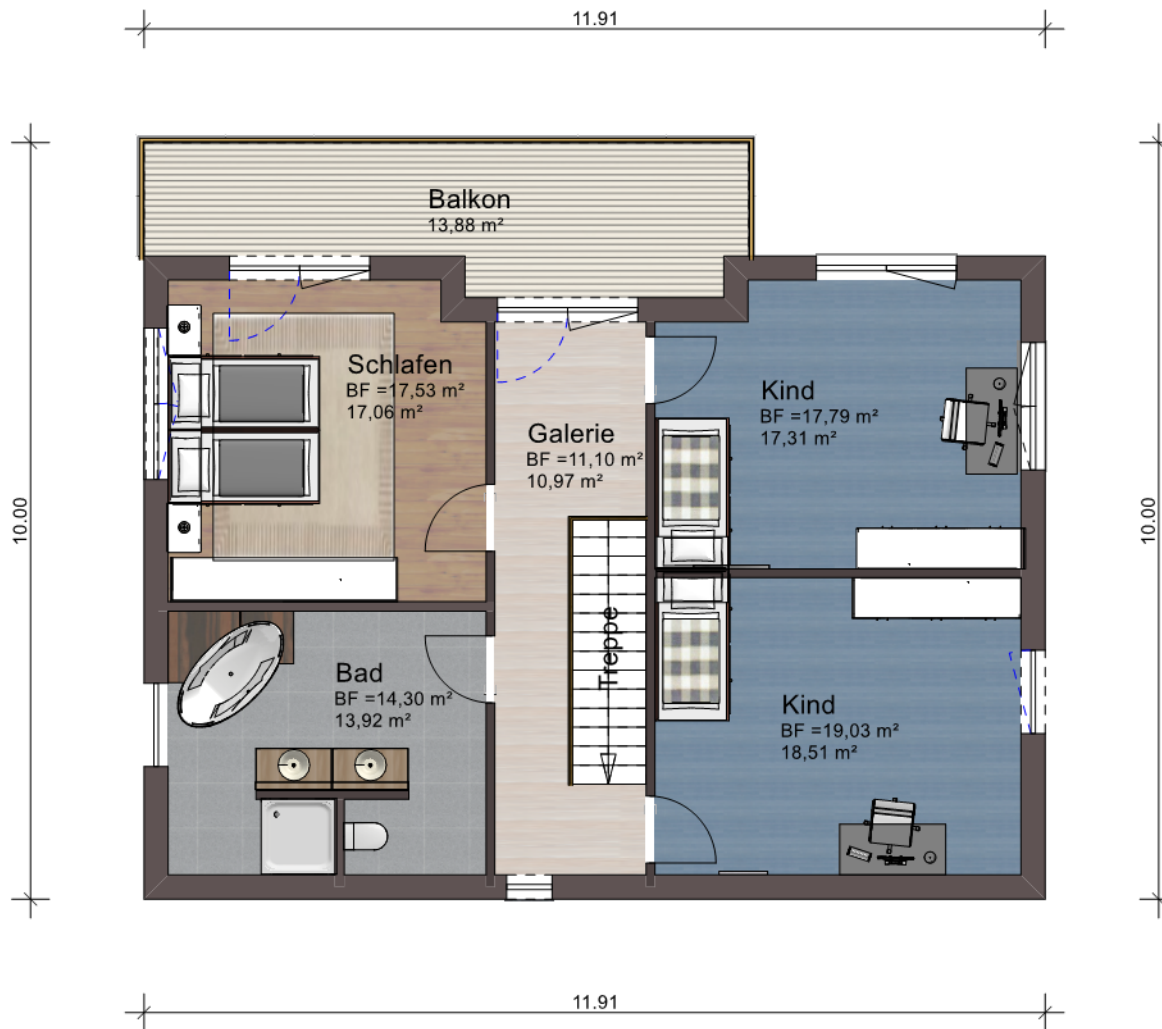 11.91
Balkon
13,88 m²
Schlafen
BF =17,53 m²
17,06 m²
Kind
BF =17,79 m²
17,31 m²
Galerie
BF =11,10 m²
10,97 m²
10.00
10.00
Treppe
Bad
BF =14,30 m²
13,92 m²
Kind
BF =19,03 m²
18,51 m²
11.91